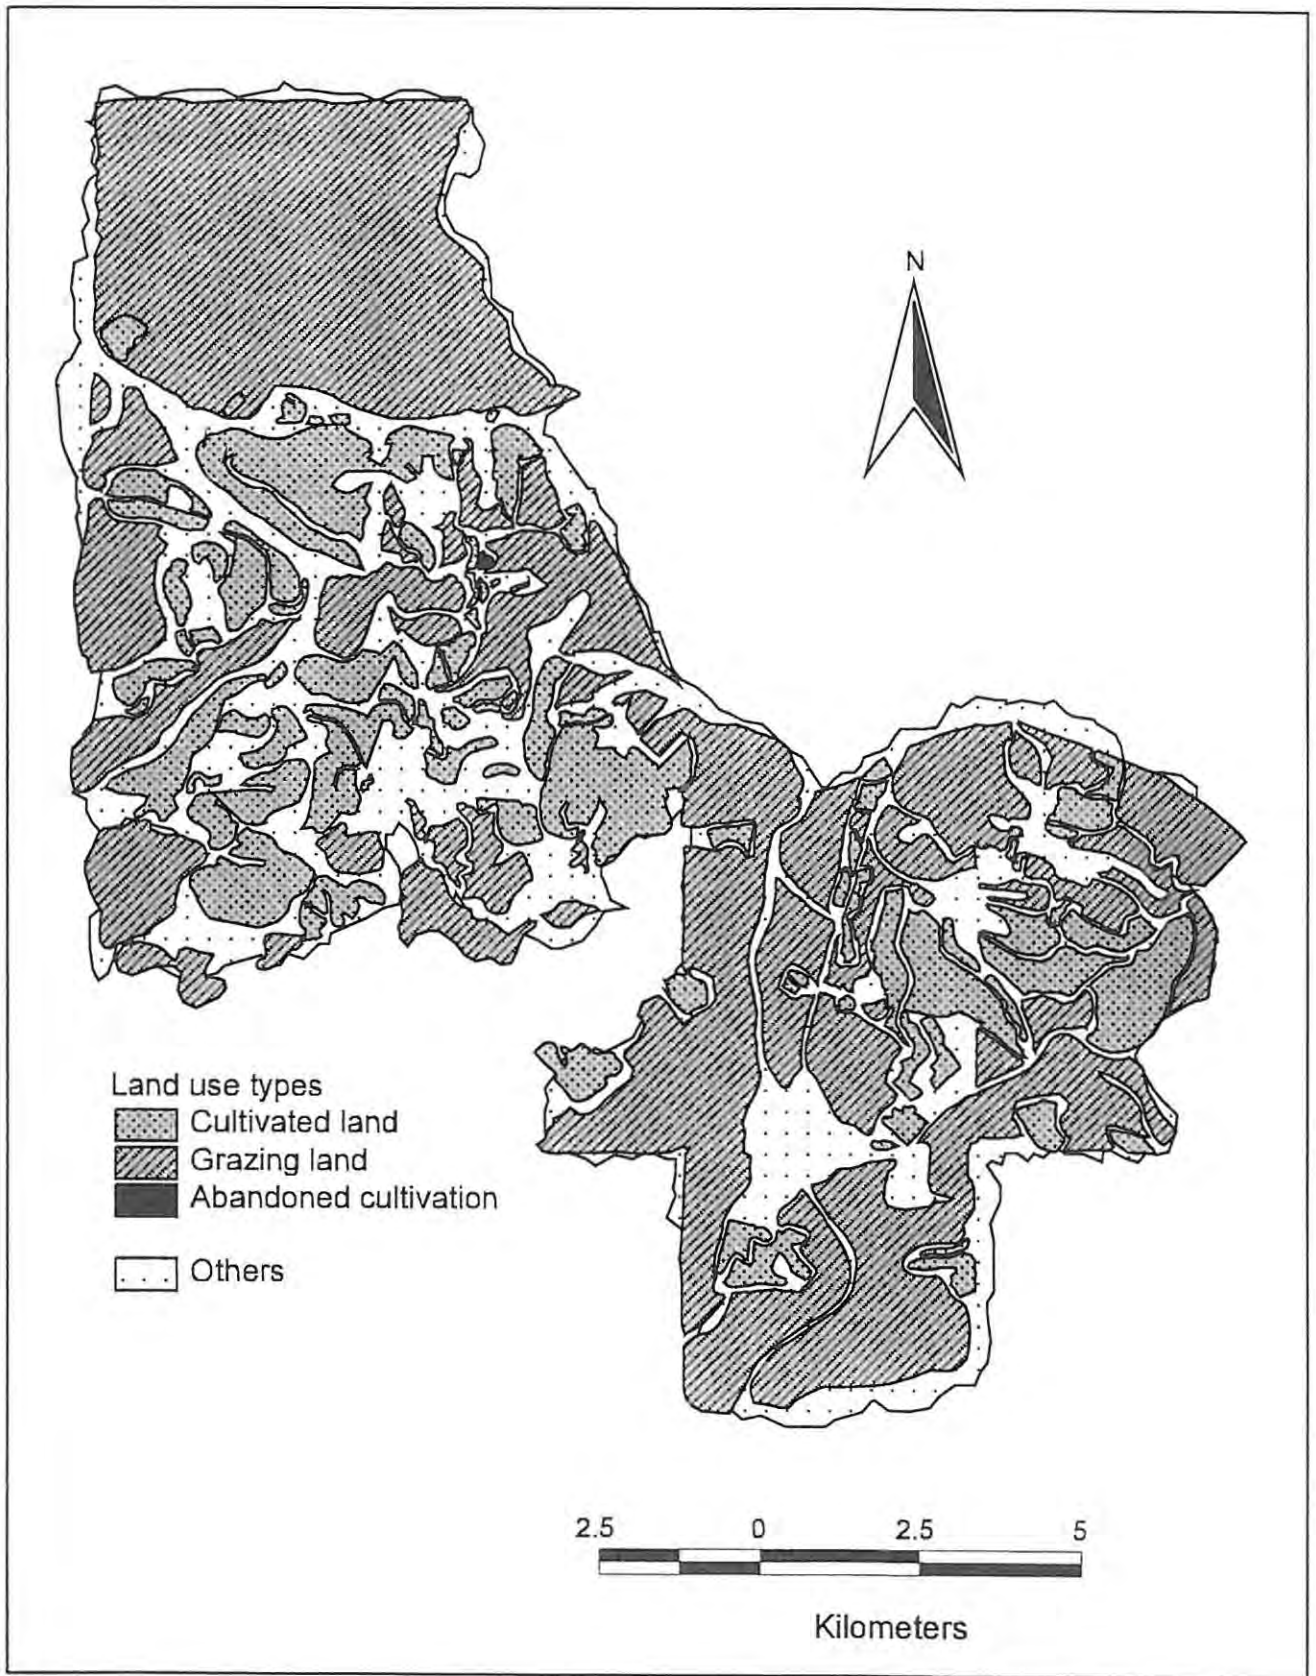 N
Land use types
Cultivated land
Grazing land
Abandoned cultivation
Others
2.5 0 2.5 5
Kilometers